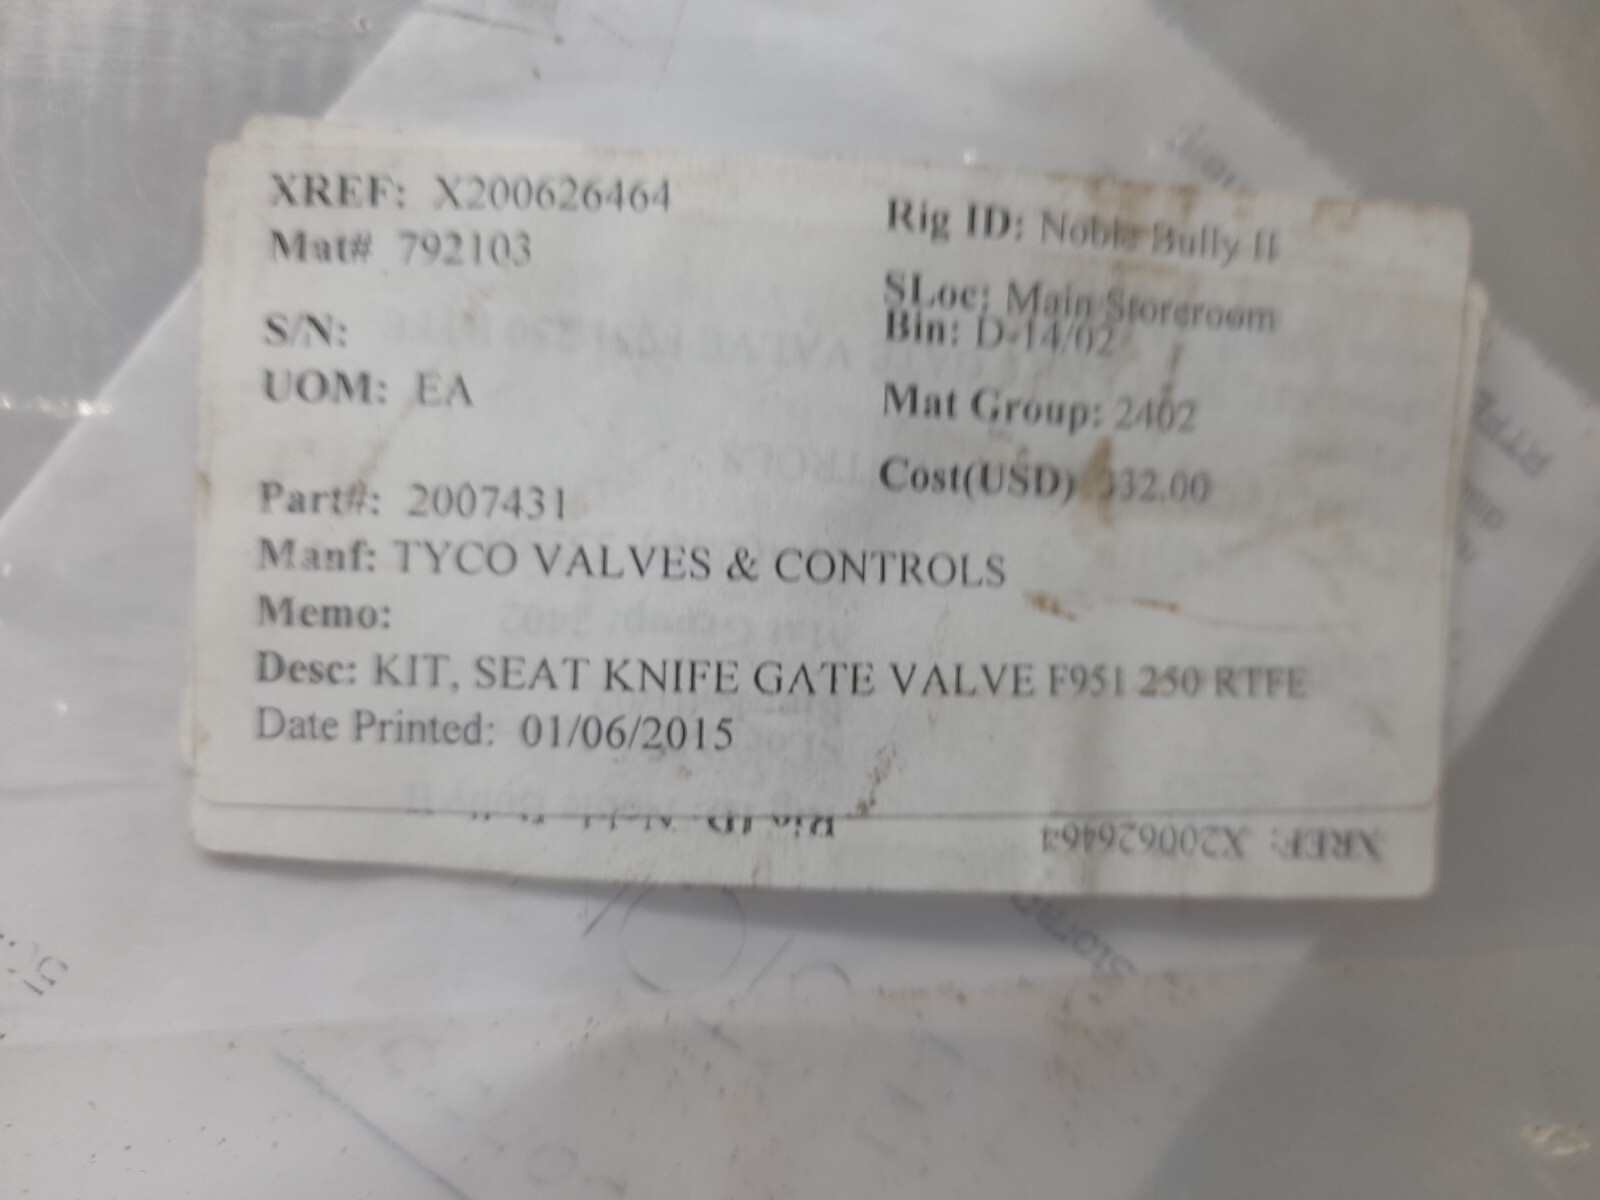 XREF: X200626464
Mat# 792103
S/N:
UOM: EA
Rig ID: Noble Bully II
SLoc: Main Storeroom
Bin: D-14/02
Mat Group: 2402
Cost(USD)
Part#: 2007431
Manf: TYCO VALVES & CONTROLS
Memo:
Desc: KIT, SEAT KNIFE GATE VALVE F951 250 RTFE
Date Printed: 01/06/2015
XREF: X200626464